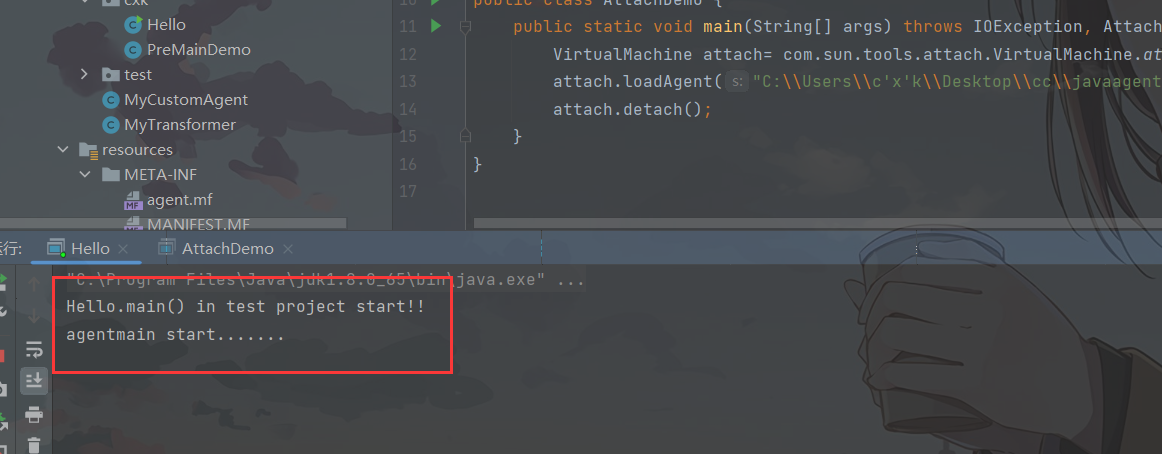 cxk
Hello
PreMainDemo
test
MyCustomAgent
MyTransformer
resources
META-INF
agent.mf
MANIFEST.MF
10 public class AttachDemo {
11 public static void main(String[] args) throws IOException, Attach
12 VirtualMachine attach= com.sun.tools.attach.VirtualMachine.at
13 attach.loadAgent( s: "C:\\Users\\c'x'k\\Desktop\\cc\\javaagent
14 attach.detach();
15 }
16 }
17
运行: Hello AttachDemo
"C:\Program Files\Java\jdk1.8.0_65\bin\java.exe" ...
Hello.main() in test project start!!
agentmain start.......